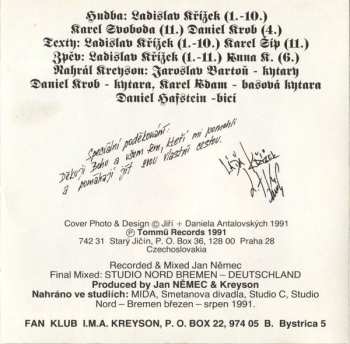 Hudba: Ladislav Křížek (1.-10.)
Karel Svoboda (11.) Daniel Krob (4.)
Texty: Ladislav Křížek (1.-10.) Karel Šíp (11.)
Zpěv: Ladislav Křížek (1.-11.) Anna K. (6.)
Nahrál Kreyson: Jaroslav Bartoň - kytary
Daniel Krob - kytara, Karel Adam - basová kytara
Daniel Hafstein - bicí
Speciální poděkování:
Děkuji Bohu a všem těm, kteří mi pomohli
a pomáhají jít svou vlastní cestou.
Cover Photo & Design © Jiří + Daniela Antalovských 1991
℗ Tommü Records 1991
742 31 Starý Jičín, P. O. Box 36, 128 00 Praha 28
Czechoslovakia
Recorded & Mixed Jan Němec
Final Mixed: STUDIO NORD BREMEN – DEUTSCHLAND
Produced by Jan NĚMEC & Kreyson
Nahráno ve studiích: MIDA, Smetanova divadla, Studio C, Studio
Nord – Bremen březen – srpen 1991.
FAN KLUB I.M.A. KREYSON, P. O. BOX 22, 974 05 B. Bystrica 5